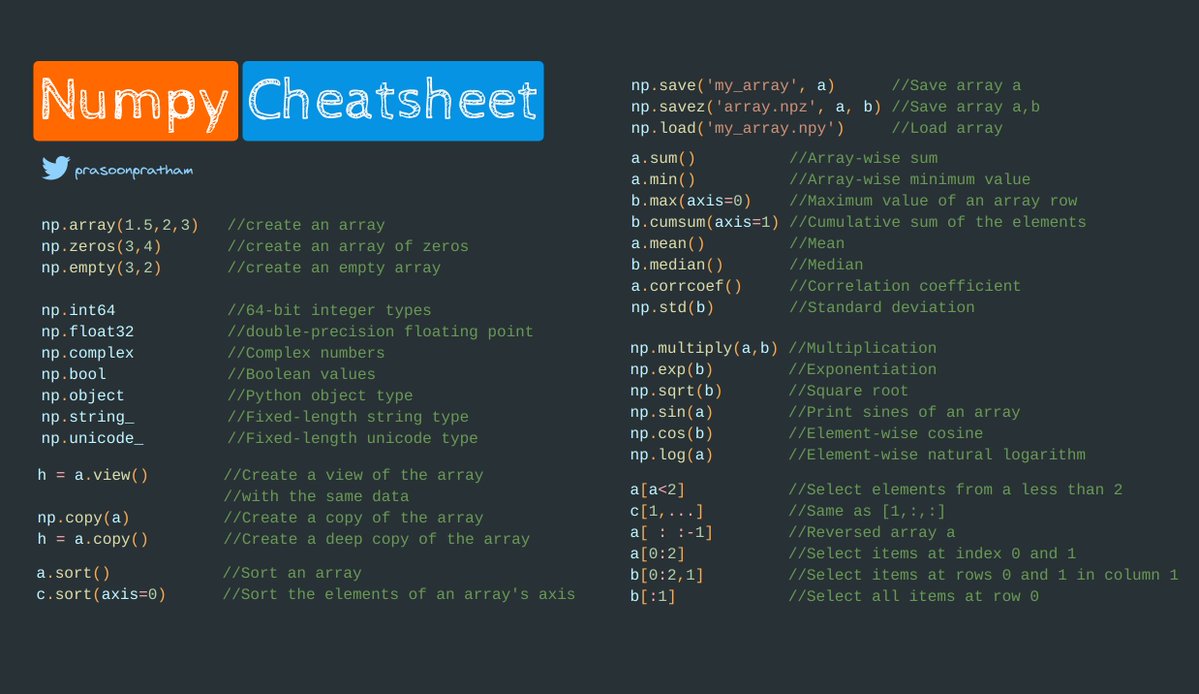 Numpy Cheatsheet
prasoonpratham
np.array(1.5,2,3) //create an array
np.zeros(3,4) //create an array of zeros
np.empty(3,2) //create an empty array
np.int64 //64-bit integer types
np.float32 //double-precision floating point
np.complex //Complex numbers
np.bool //Boolean values
np.object //Python object type
np.string_ //Fixed-length string type
np.unicode_ //Fixed-length unicode type
h = a.view() //Create a view of the array
//with the same data
np.copy(a) //Create a copy of the array
h = a.copy() //Create a deep copy of the array
a.sort() //Sort an array
c.sort(axis=0) //Sort the elements of an array's axis
np.save('my_array', a) //Save array a
np.savez('array.npz', a, b) //Save array a,b
np.load('my_array.npy') //Load array
a.sum() //Array-wise sum
a.min() //Array-wise minimum value
b.max(axis=0) //Maximum value of an array row
b.cumsum(axis=1) //Cumulative sum of the elements
a.mean() //Mean
b.median() //Median
a.corrcoef() //Correlation coefficient
np.std(b) //Standard deviation
np.multiply(a,b) //Multiplication
np.exp(b) //Exponentiation
np.sqrt(b) //Square root
np.sin(a) //Print sines of an array
np.cos(b) //Element-wise cosine
np.log(a) //Element-wise natural logarithm
a[a<2] //Select elements from a less than 2
c[1,...] //Same as [1,:,:]
a[ : :-1] //Reversed array a
a[0:2] //Select items at index 0 and 1
b[0:2,1] //Select items at rows 0 and 1 in column 1
b[:1] //Select all items at row 0